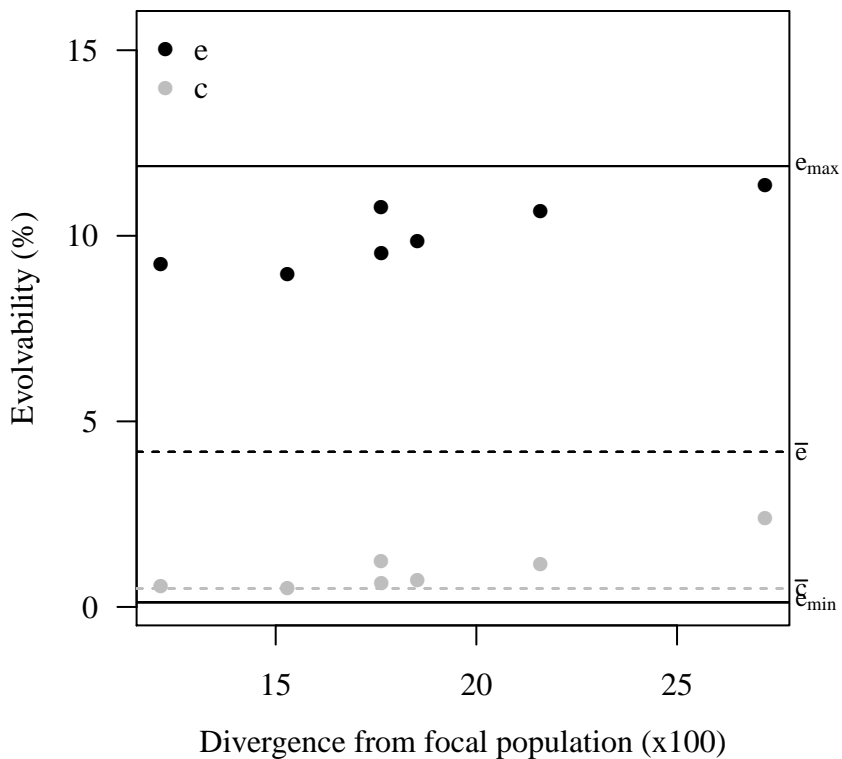 e
c
15
10
5
0
Evolvability (%)
e_max
e̅
c̅
e_min
15
20
25
Divergence from focal population (x100)